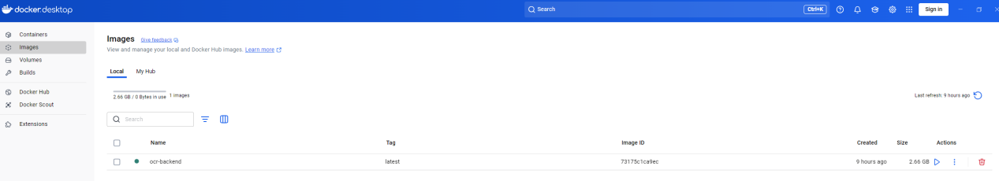 docker.desktop
Search
Ctrl+K
Sign in
Containers
Images
Volumes
Builds
Docker Hub
Docker Scout
Extensions
Images Give feedback
View and manage your local and Docker Hub images. Learn more
Local My Hub
2.66 GB / 0 Bytes in use 1 images
Last refresh: 9 hours ago
Search
Name Tag Image ID Created Size Actions
ocr-backend latest 73175c1ca9ec 9 hours ago 2.66 GB